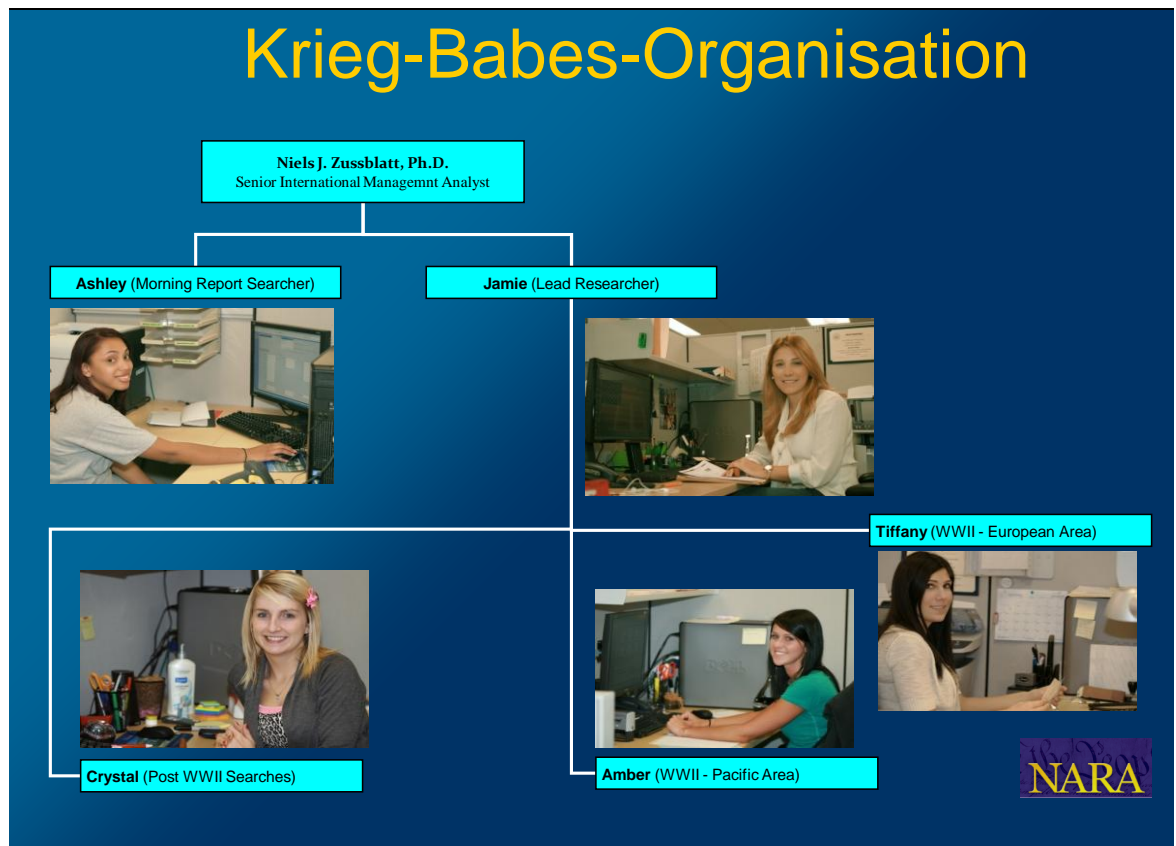 Krieg-Babes-Organisation
Niels J. Zussblatt, Ph.D.
Senior International Managemnt Analyst
Ashley (Morning Report Searcher)
Jamie (Lead Researcher)
Tiffany (WWII - European Area)
Crystal (Post WWII Searches)
Amber (WWII - Pacific Area)
NARA